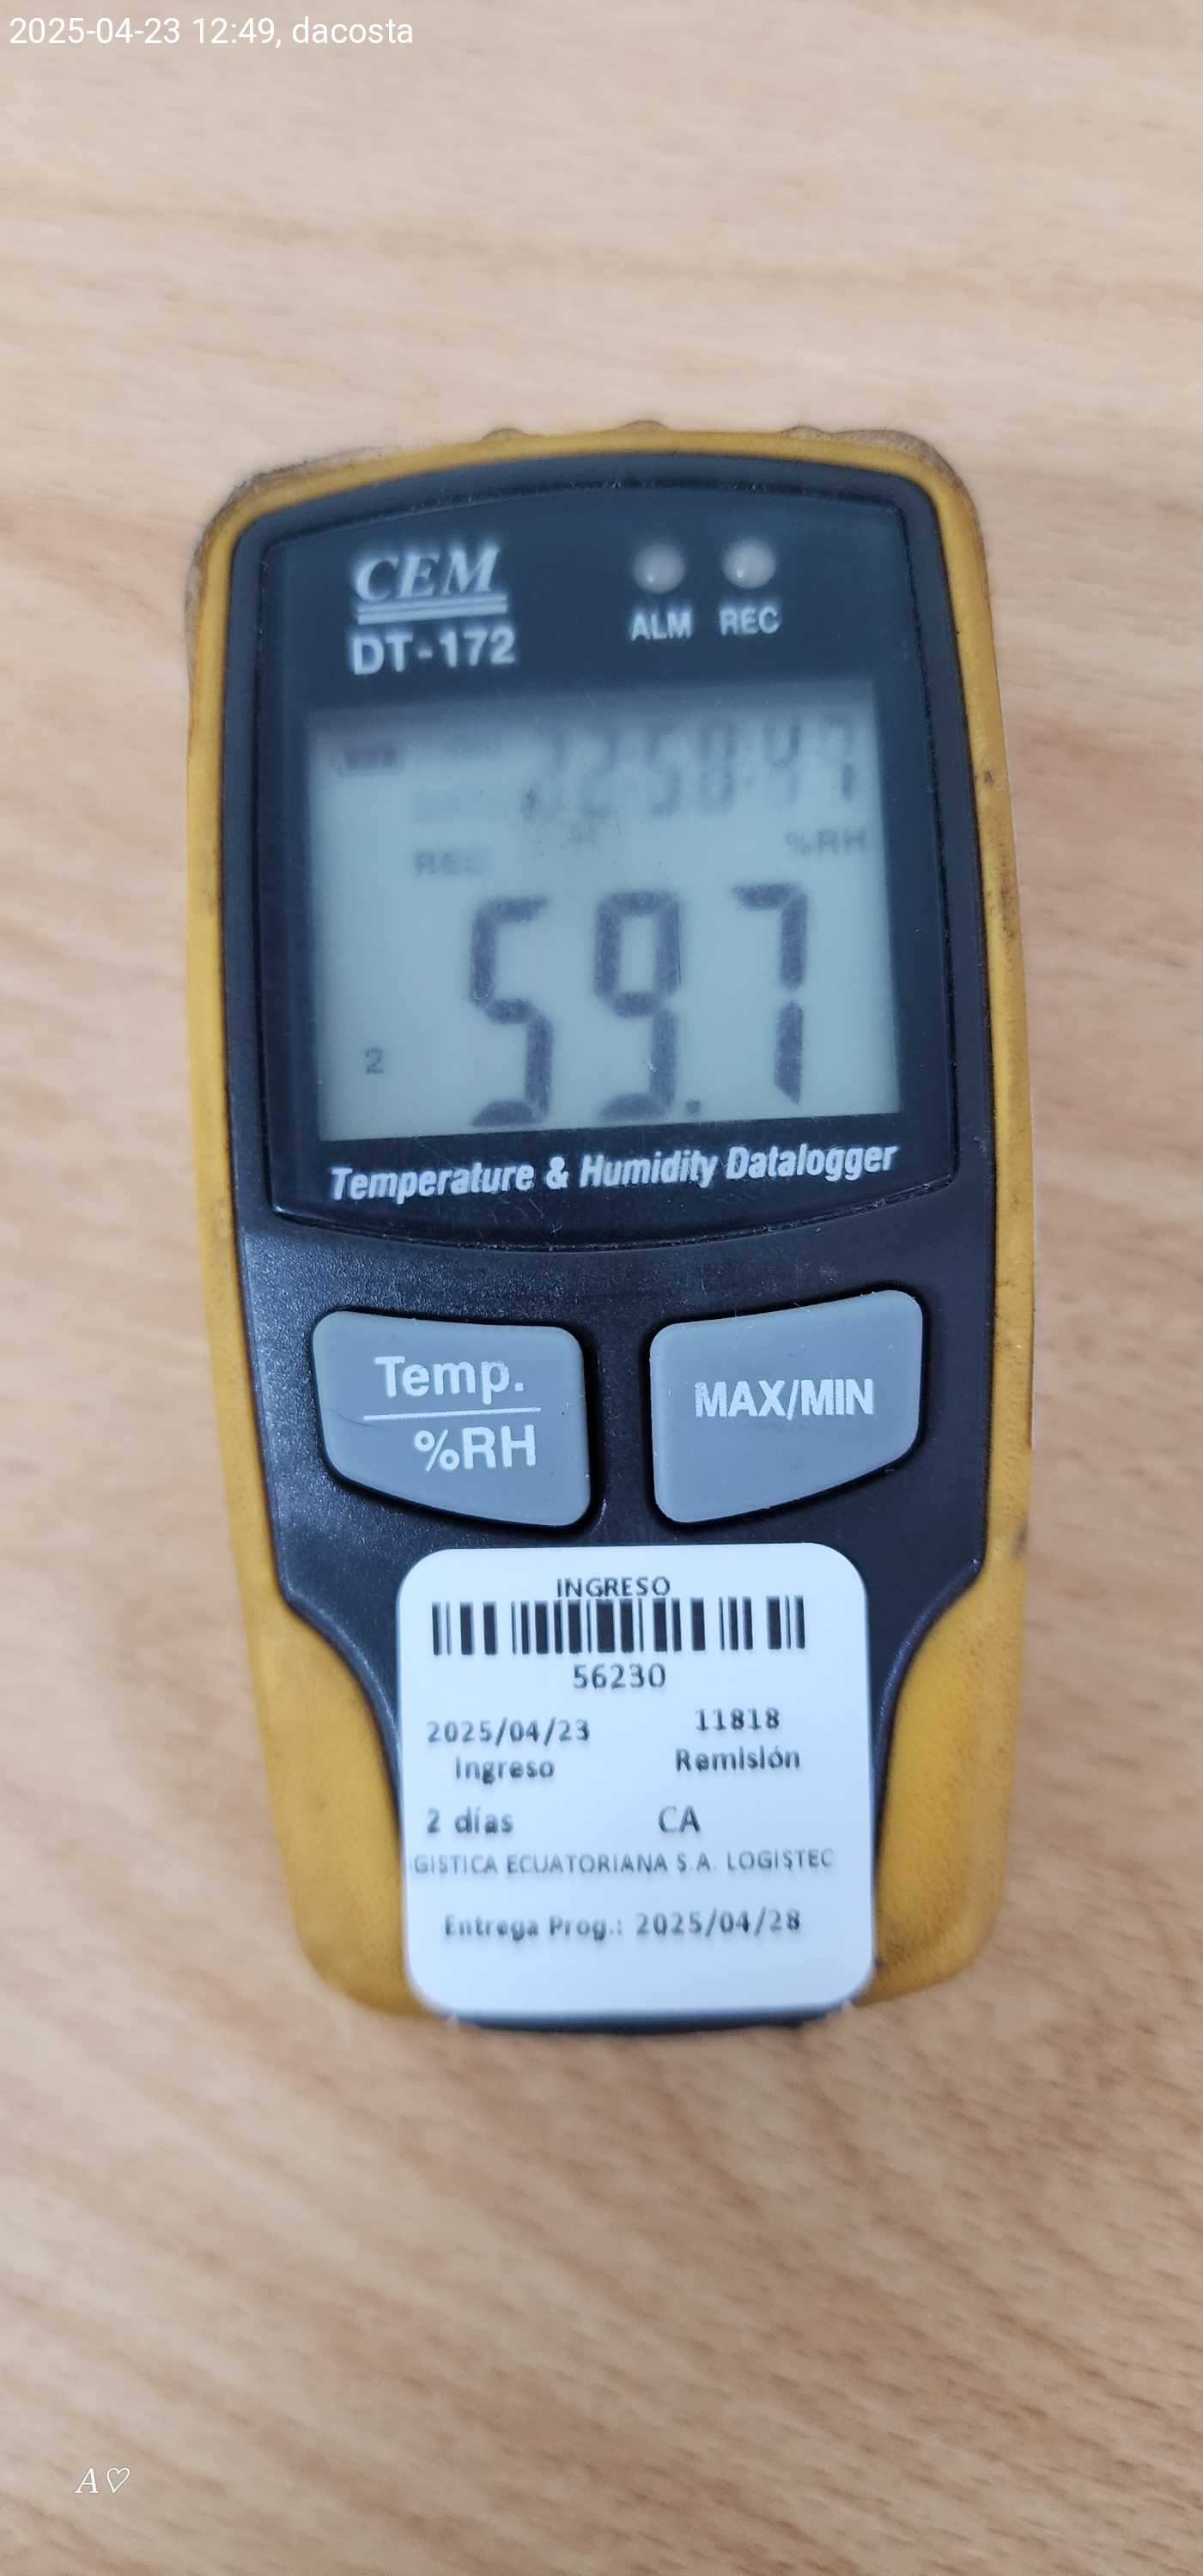 2025-04-23 12:49, dacosta
CEM
DT-172
ALM REC
%RH
REC
59.7
2
Temperature & Humidity Datalogger
Temp.
%RH
MAX/MIN
INGRESO
56230
2025/04/23 11818
Ingreso Remisión
2 días CA
GISTICA ECUATORIANA S.A. LOGISTEC
Entrega Prog.: 2025/04/28
A♡